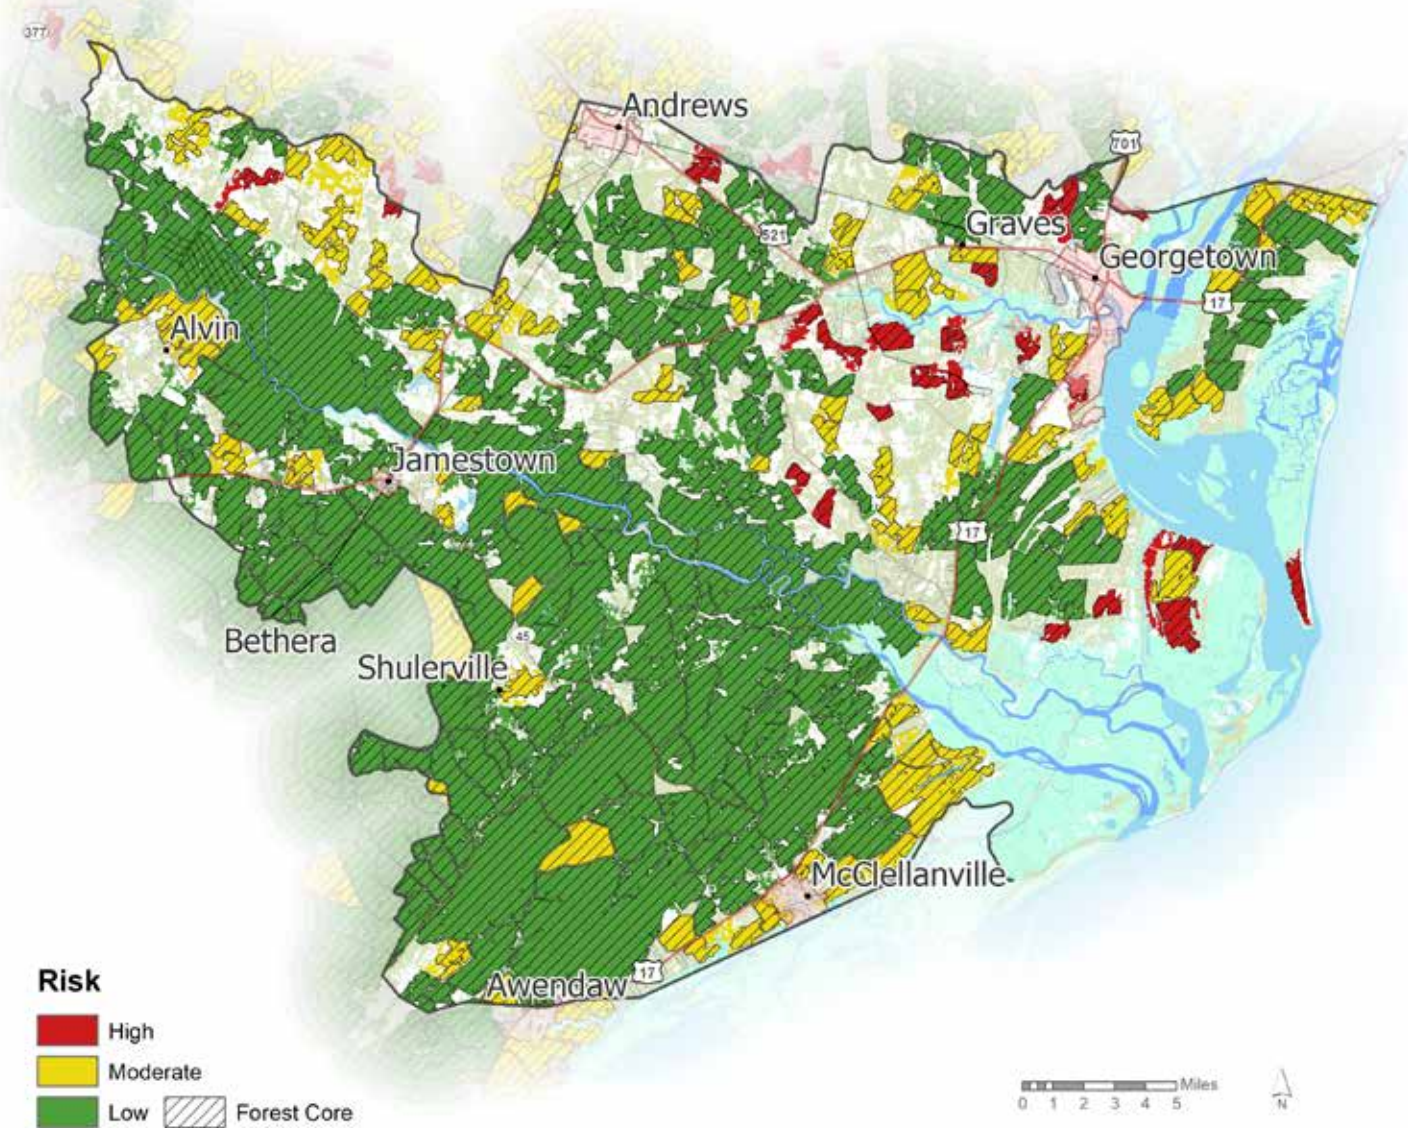 377
Andrews
701
521
Graves
Georgetown
17
Alvin
Jamestown
17
Bethera
45
Shulerville
McClellanville
17
Awendaw
Risk
High
Moderate
Low
Forest Core
Miles
0 1 2 3 4 5
N